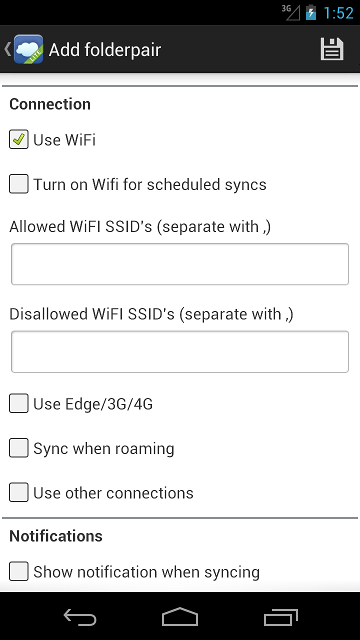 3G 1:52
LITE
Add folderpair
Connection
Use WiFi
Turn on Wifi for scheduled syncs
Allowed WiFI SSID's (separate with ,)
Disallowed WiFI SSID's (separate with ,)
Use Edge/3G/4G
Sync when roaming
Use other connections
Notifications
Show notification when syncing